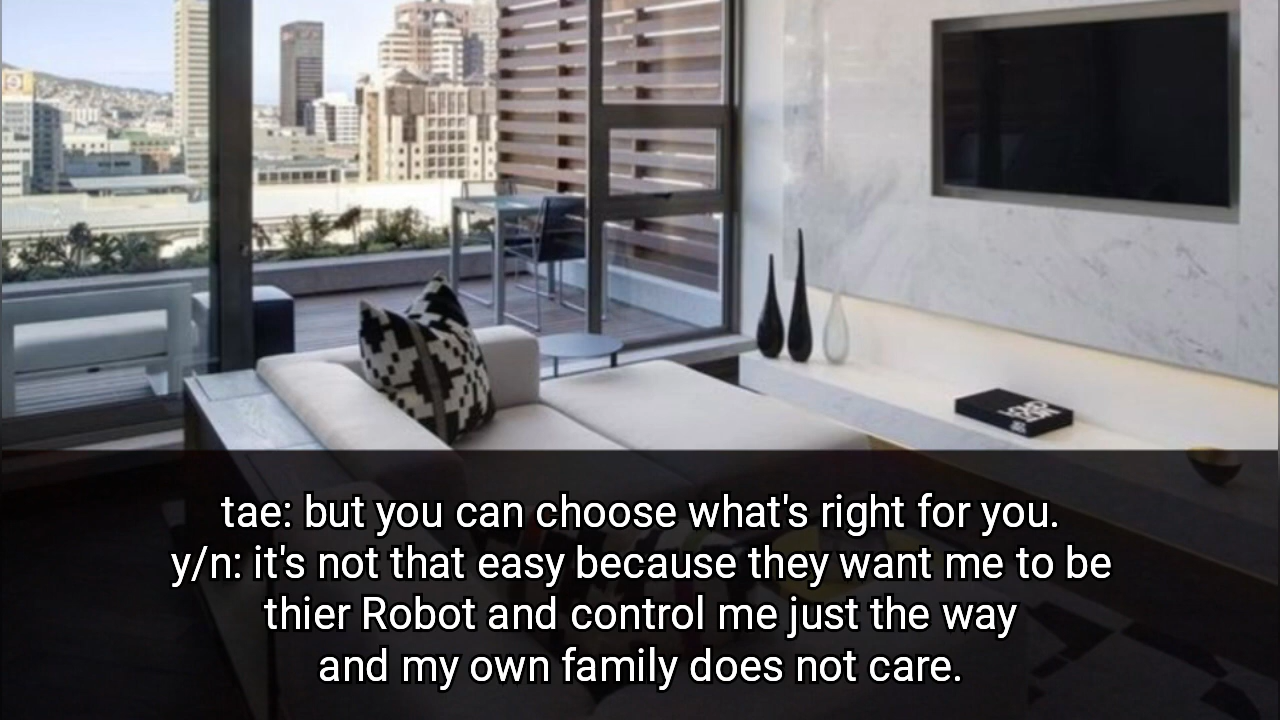 tae: but you can choose what's right for you.
y/n: it's not that easy because they want me to be
thier Robot and control me just the way
and my own family does not care.